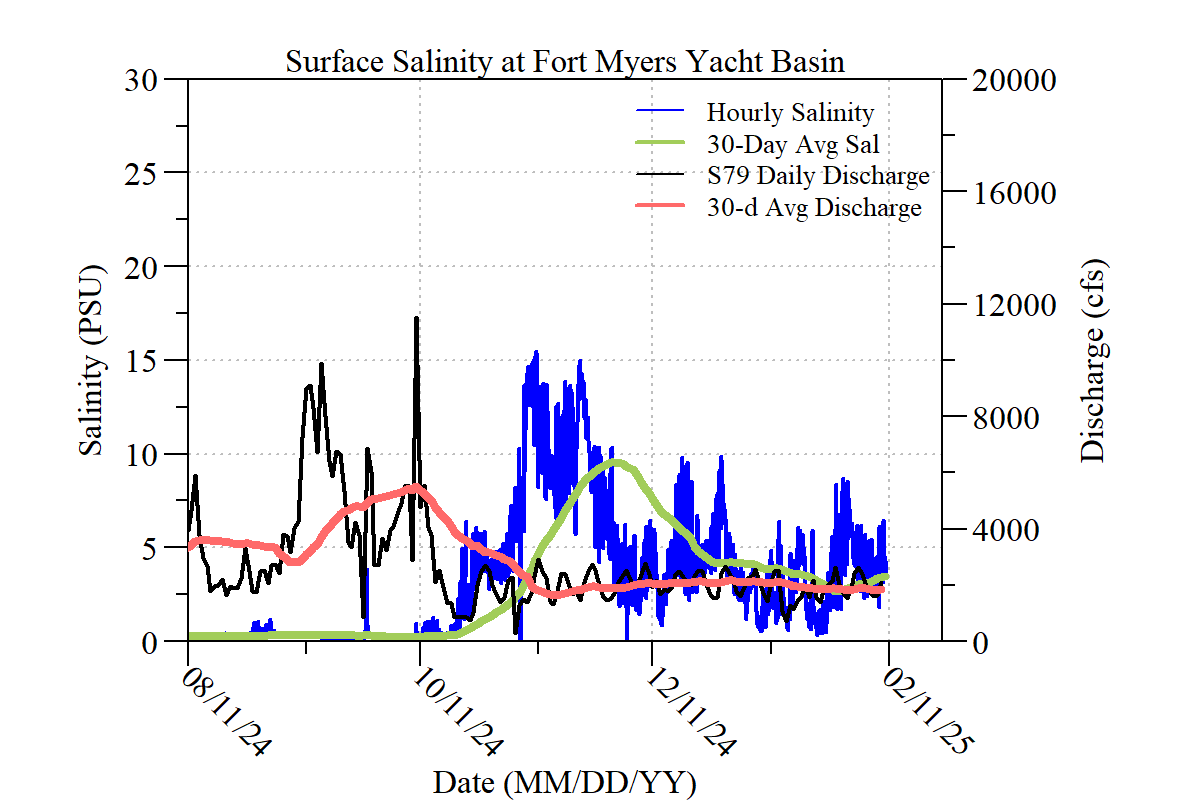 Surface Salinity at Fort Myers Yacht Basin
30
25
20
15
10
5
0
Salinity (PSU)
Hourly Salinity
30-Day Avg Sal
S79 Daily Discharge
30-d Avg Discharge
20000
16000
12000
8000
4000
0
Discharge (cfs)
08/11/24
10/11/24
12/11/24
02/11/25
Date (MM/DD/YY)